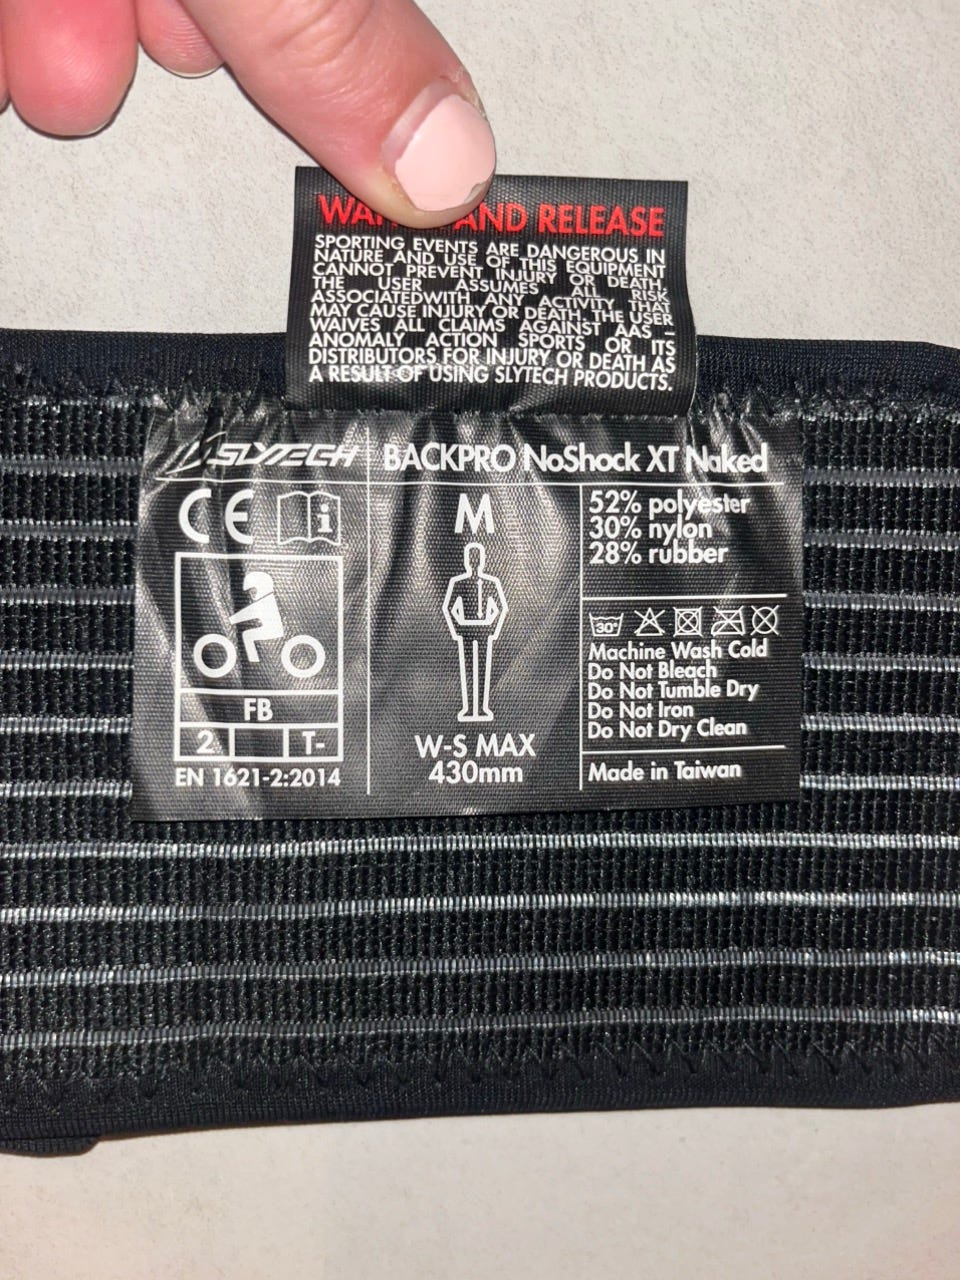 AND RELEASE
SPORTING EVENTS ARE DANGEROUS IN
NATURE AND USE OF THIS EQUIPMENT
CANNOT PREVENT INJURY OR DEATH.
THE USER ASSUMES ALL RISK
ASSOCIATEDWITH ANY ACTIVITY THAT
MAY CAUSE INJURY OR DEATH. THE USER
WAIVES ALL CLAIMS AGAINST AAS –
ANOMALY ACTION SPORTS OR ITS
DISTRIBUTORS FOR INJURY OR DEATH AS
A RESULT OF USING SLYTECH PRODUCTS.
SLYTECH
BACKPRO NoShock XT Naked
CE i
FB
2 T-
EN 1621-2:2014
M
W-S MAX
430mm
52% polyester
30% nylon
28% rubber
30°
Machine Wash Cold
Do Not Bleach
Do Not Tumble Dry
Do Not Iron
Do Not Dry Clean
Made in Taiwan